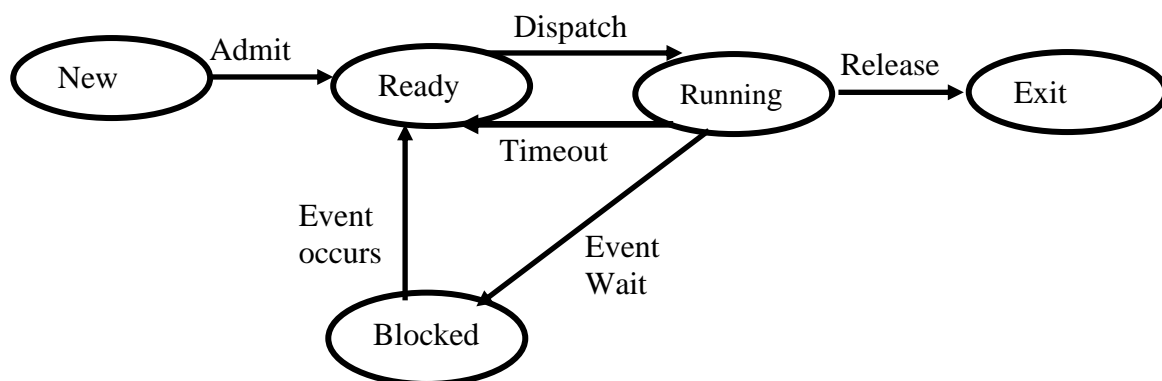 Dispatch
Admit
Release
New
Ready
Running
Exit
Timeout
Event
occurs
Event
Wait
Blocked